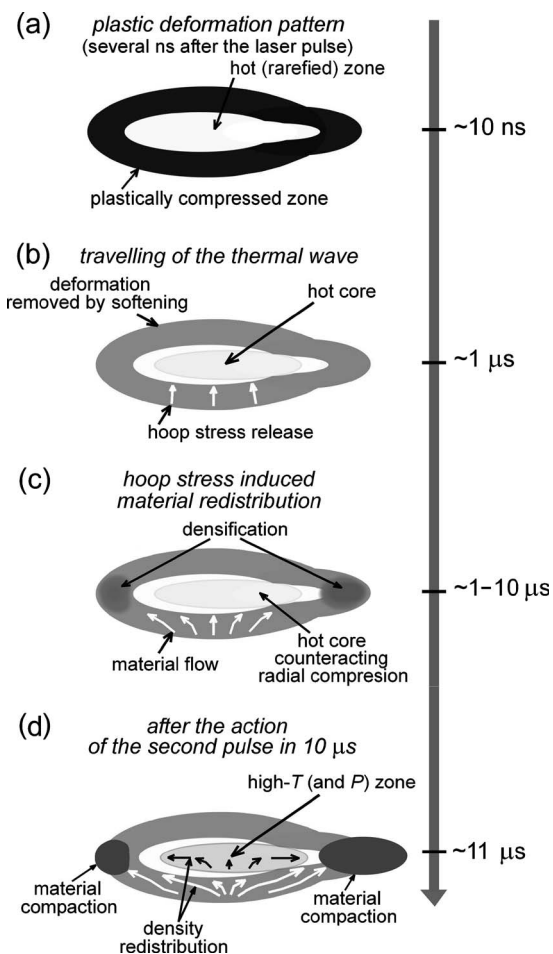 (a)
plastic deformation pattern
(several ns after the laser pulse)
hot (rarefied) zone
~10 ns
plastically compressed zone
(b)
travelling of the thermal wave
deformation
removed by softening
hot core
~1 μs
hoop stress release
(c)
hoop stress induced
material redistribution
densification
~1–10 μs
material flow
hot core
counteracting
radial compresion
(d)
after the action
of the second pulse in 10 μs
high-T (and P) zone
~11 μs
material
compaction
density
redistribution
material
compaction